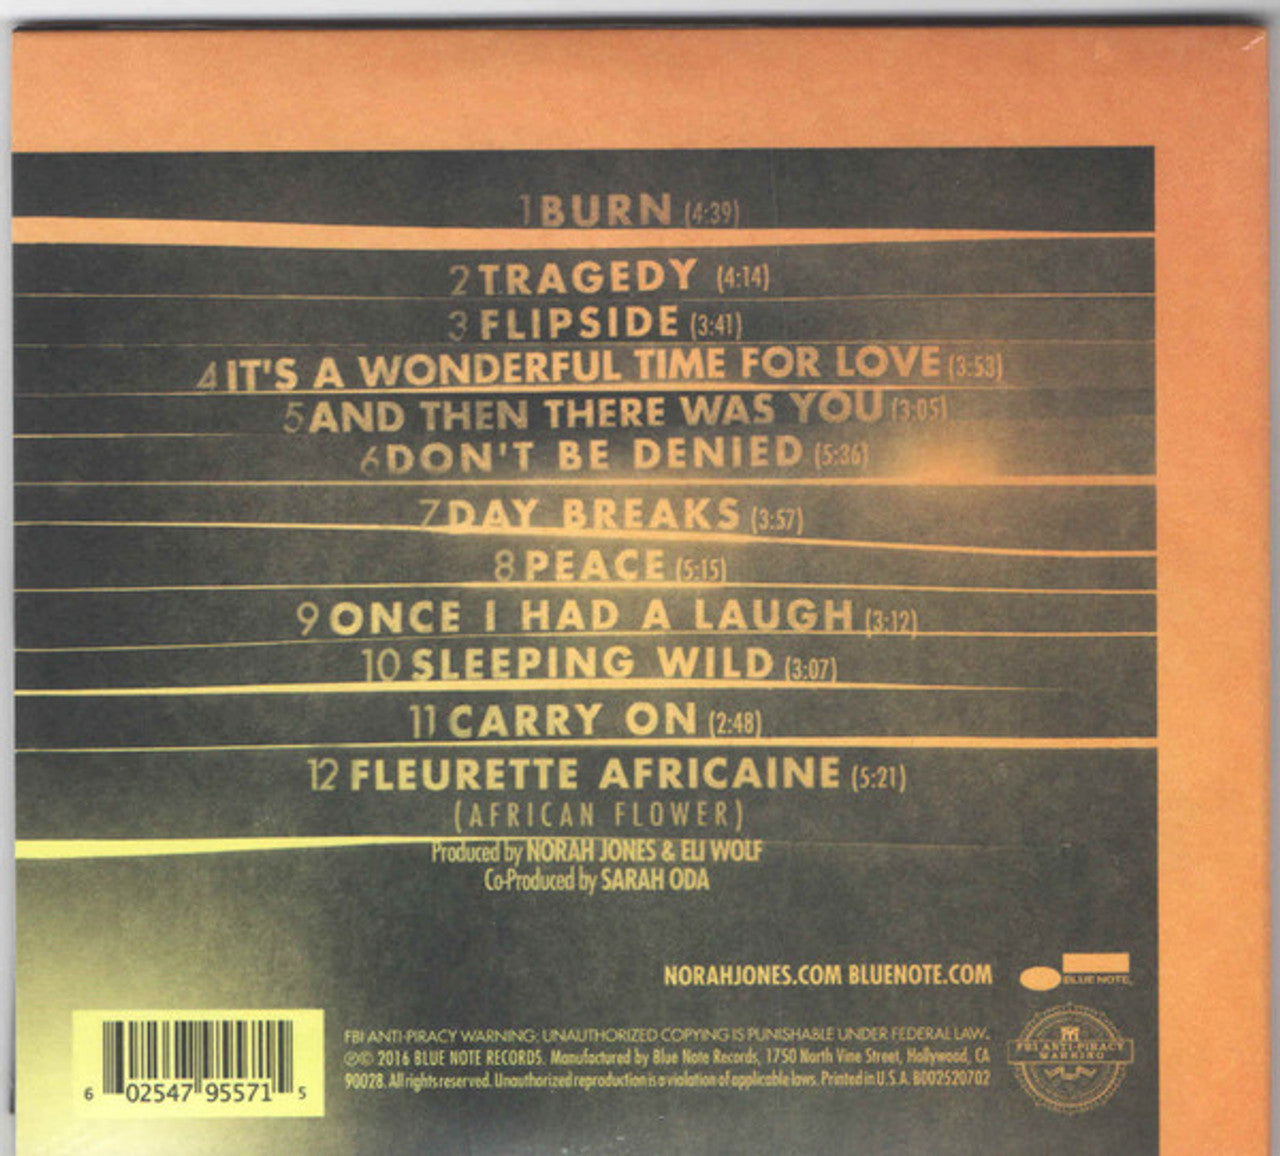 1 BURN (4:39)
2 TRAGEDY (4:14)
3 FLIPSIDE (3:41)
4 IT'S A WONDERFUL TIME FOR LOVE (3:53)
5 AND THEN THERE WAS YOU (3:05)
6 DON'T BE DENIED (5:36)
7 DAY BREAKS (3:57)
8 PEACE (5:15)
9 ONCE I HAD A LAUGH (3:12)
10 SLEEPING WILD (3:07)
11 CARRY ON (2:48)
12 FLEURETTE AFRICAINE (5:21)
(AFRICAN FLOWER)
Produced by NORAH JONES & ELI WOLF
Co-Produced by SARAH ODA
NORAHJONES.COM BLUENOTE.COM
BLUE NOTE.
FBI ANTI-PIRACY WARNING: UNAUTHORIZED COPYING IS PUNISHABLE UNDER FEDERAL LAW.
℗© 2016 BLUE NOTE RECORDS. Manufactured by Blue Note Records, 1750 North Vine Street, Hollywood, CA
90028. All rights reserved. Unauthorized reproduction is a violation of applicable laws. Printed in U.S.A. B002520702
FBI ANTI-PIRACY
WARNING
6 02547 95571 5